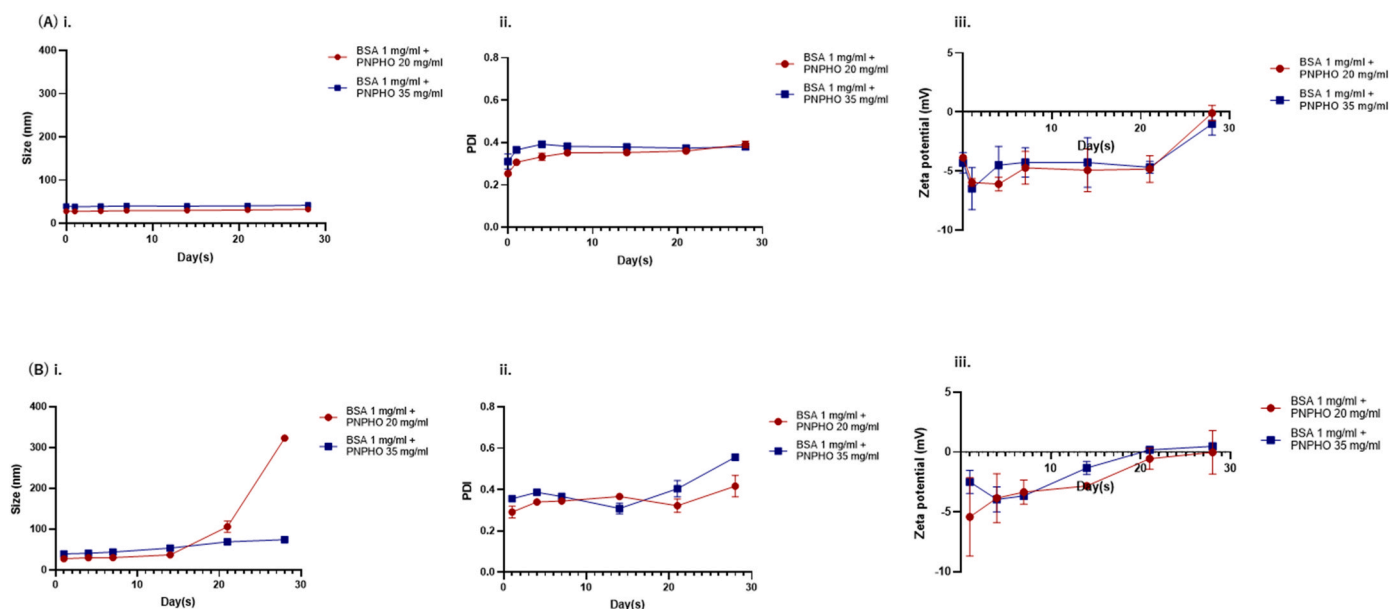 (A) i.
400
300
200
100
0
Size (nm)
0 10 20 30
Day(s)
BSA 1 mg/ml +
PNPHO 20 mg/ml
BSA 1 mg/ml +
PNPHO 35 mg/ml
ii.
0.8
0.6
0.4
0.2
0.0
PDI
0 10 20 30
Day(s)
BSA 1 mg/ml +
PNPHO 20 mg/ml
BSA 1 mg/ml +
PNPHO 35 mg/ml
iii.
5
0
-5
-10
Zeta potential (mV)
10 20 30
Day(s)
BSA 1 mg/ml +
PNPHO 20 mg/ml
BSA 1 mg/ml +
PNPHO 35 mg/ml
(B) i.
400
300
200
100
0
Size (nm)
0 10 20 30
Day(s)
BSA 1 mg/ml +
PNPHO 20 mg/ml
BSA 1 mg/ml +
PNPHO 35 mg/ml
ii.
0.8
0.6
0.4
0.2
0.0
PDI
0 10 20 30
Day(s)
BSA 1 mg/ml +
PNPHO 20 mg/ml
BSA 1 mg/ml +
PNPHO 35 mg/ml
iii.
5
0
-5
-10
Zeta potential (mV)
10 20 30
Day(s)
BSA 1 mg/ml +
PNPHO 20 mg/ml
BSA 1 mg/ml +
PNPHO 35 mg/ml